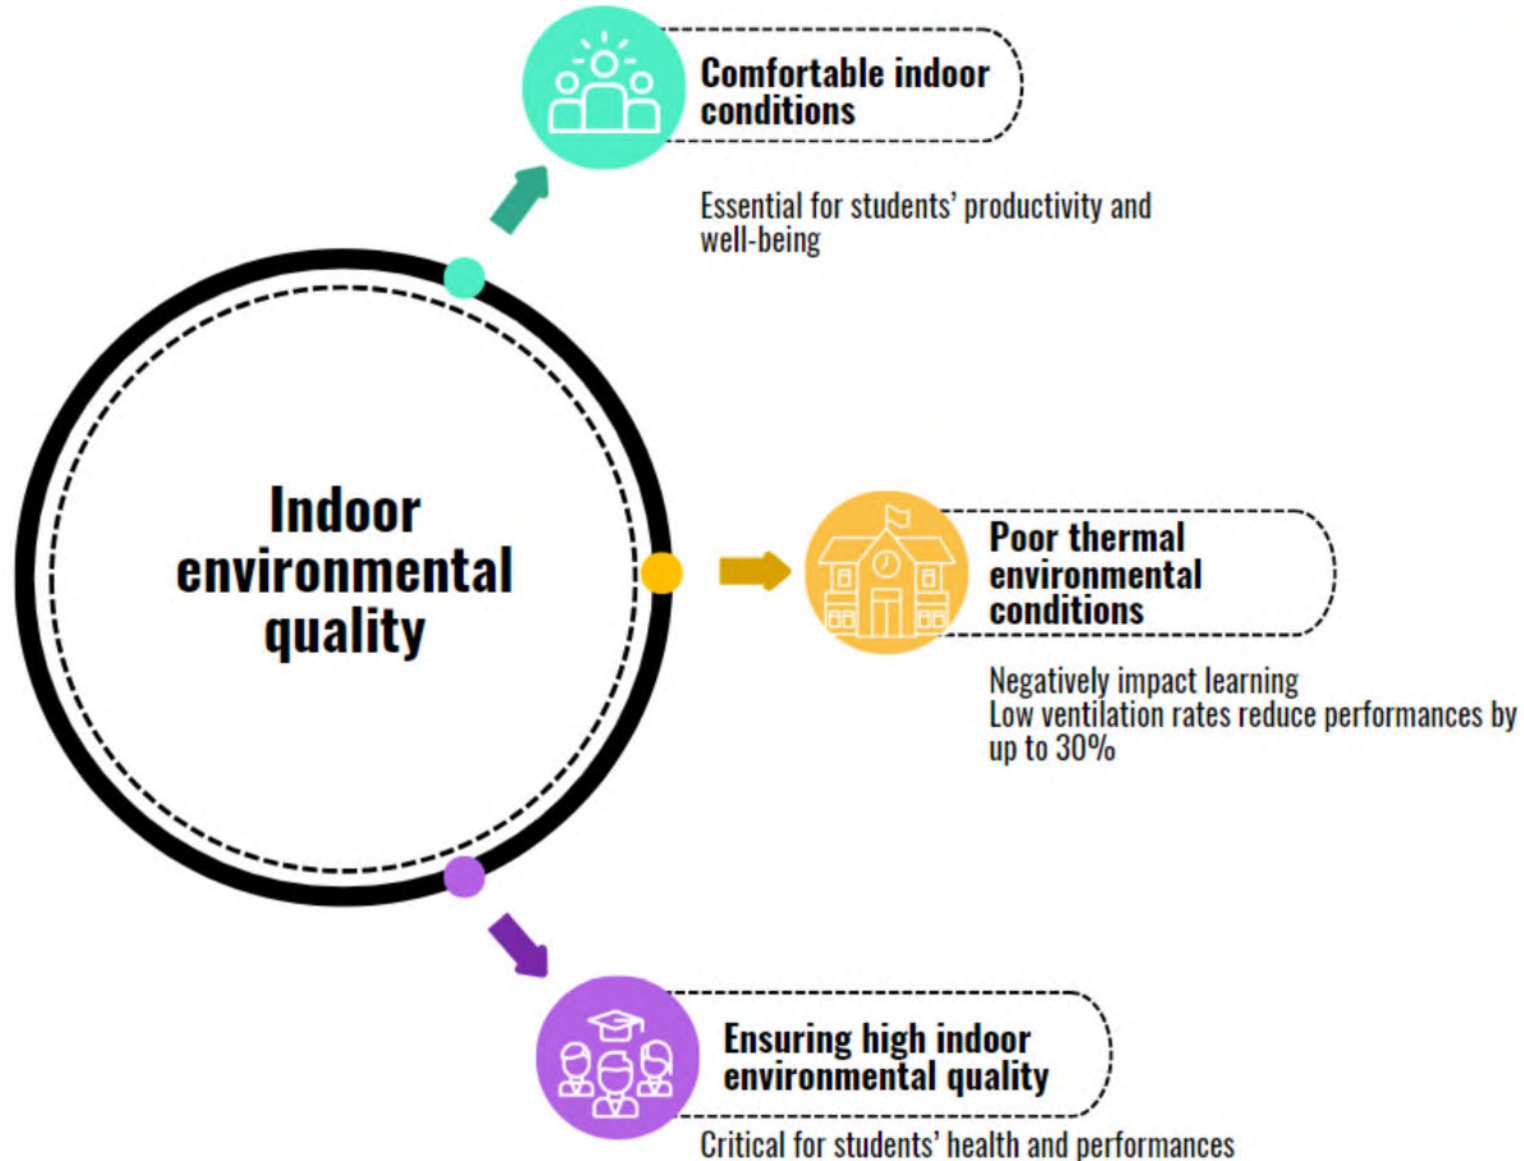 Comfortable indoor
conditions
Essential for students’ productivity and
well-being
Indoor
environmental
quality
Poor thermal
environmental
conditions
Negatively impact learning
Low ventilation rates reduce performances by
up to 30%
Ensuring high indoor
environmental quality
Critical for students’ health and performances